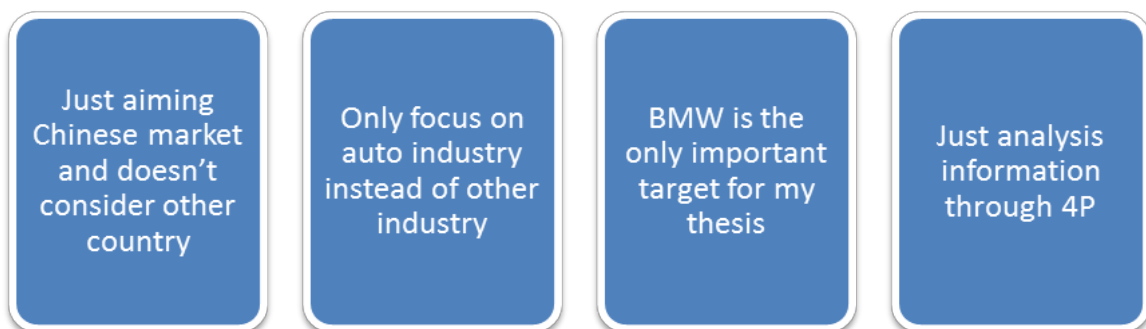 Just aiming
Chinese market
and doesn’t
consider other
country
Only focus on
auto industry
instead of other
industry
BMW is the
only important
target for my
thesis
Just analysis
information
through 4P